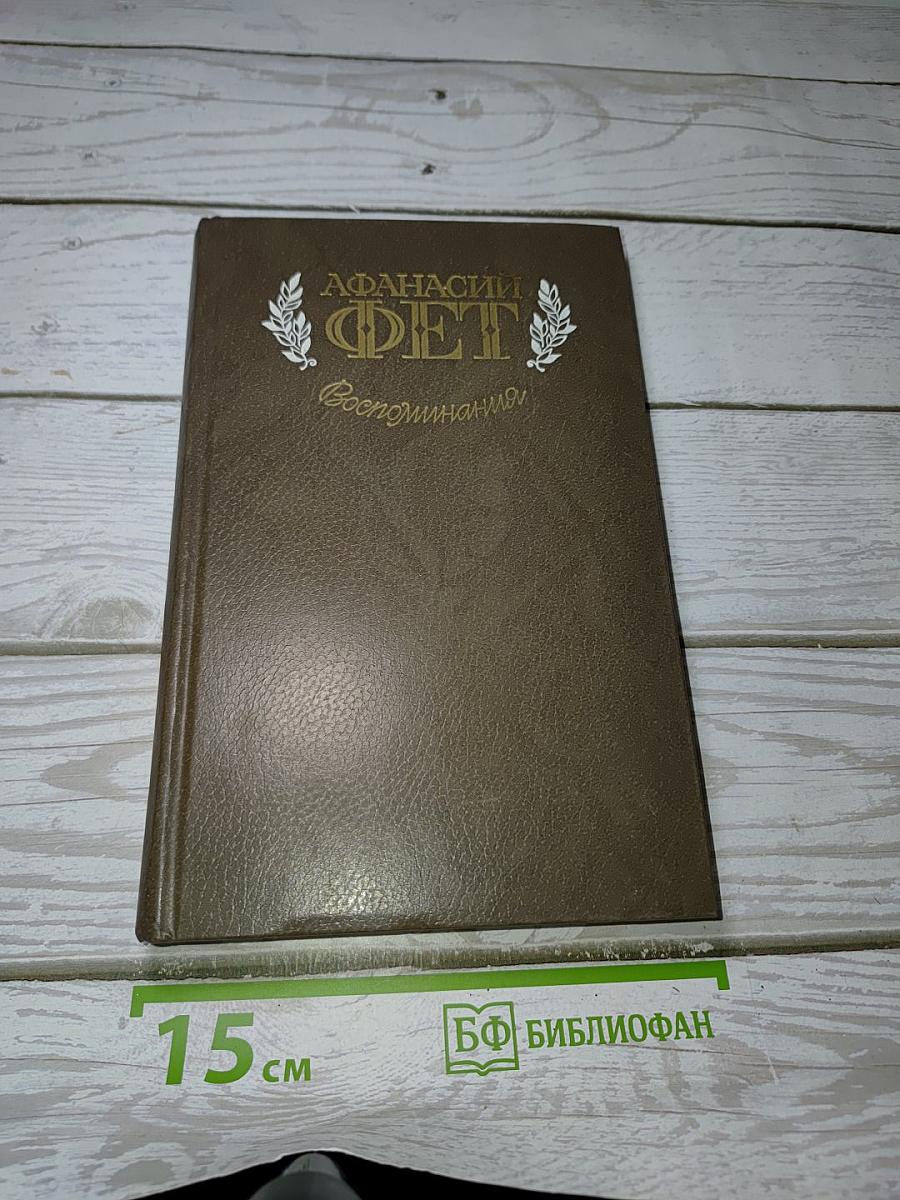 АФАНАСИЙ
ФЕТ
Воспоминания
15 см
БФ БИБЛИОФАН